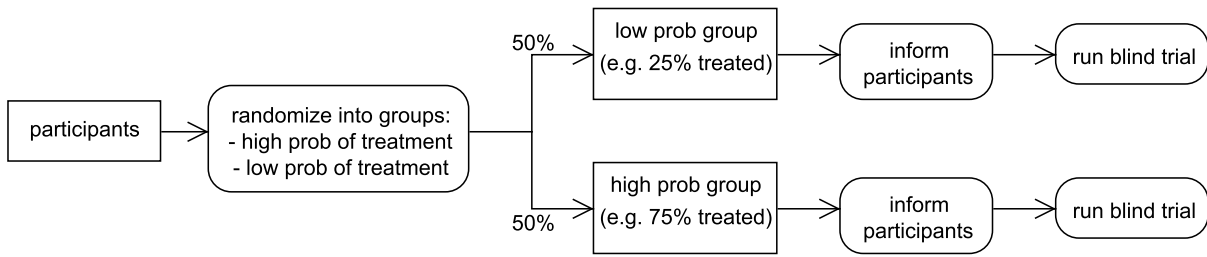 participants
randomize into groups:
- high prob of treatment
- low prob of treatment
50%
low prob group
(e.g. 25% treated)
inform
participants
run blind trial
50%
high prob group
(e.g. 75% treated)
inform
participants
run blind trial